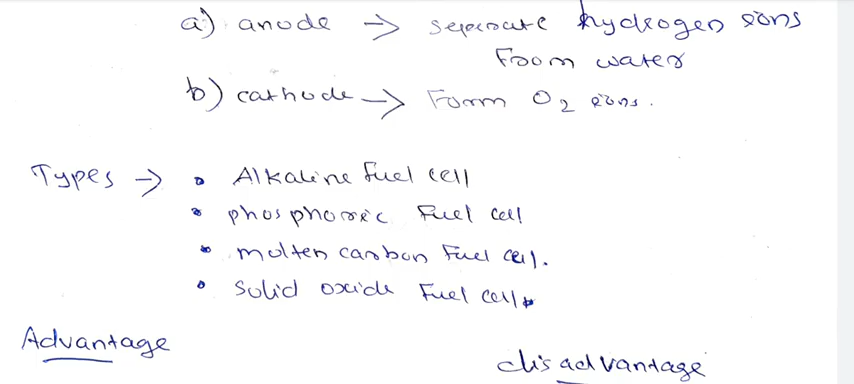 a) anode → seperate hydrogen ions
From water
b) cathode → Form O2 ions.
Types → • Alkaline Fuel cell
• phosphoric Fuel cell
• molten carbon Fuel cell.
• Solid oxide Fuel cell.
Advantage
disadvantage